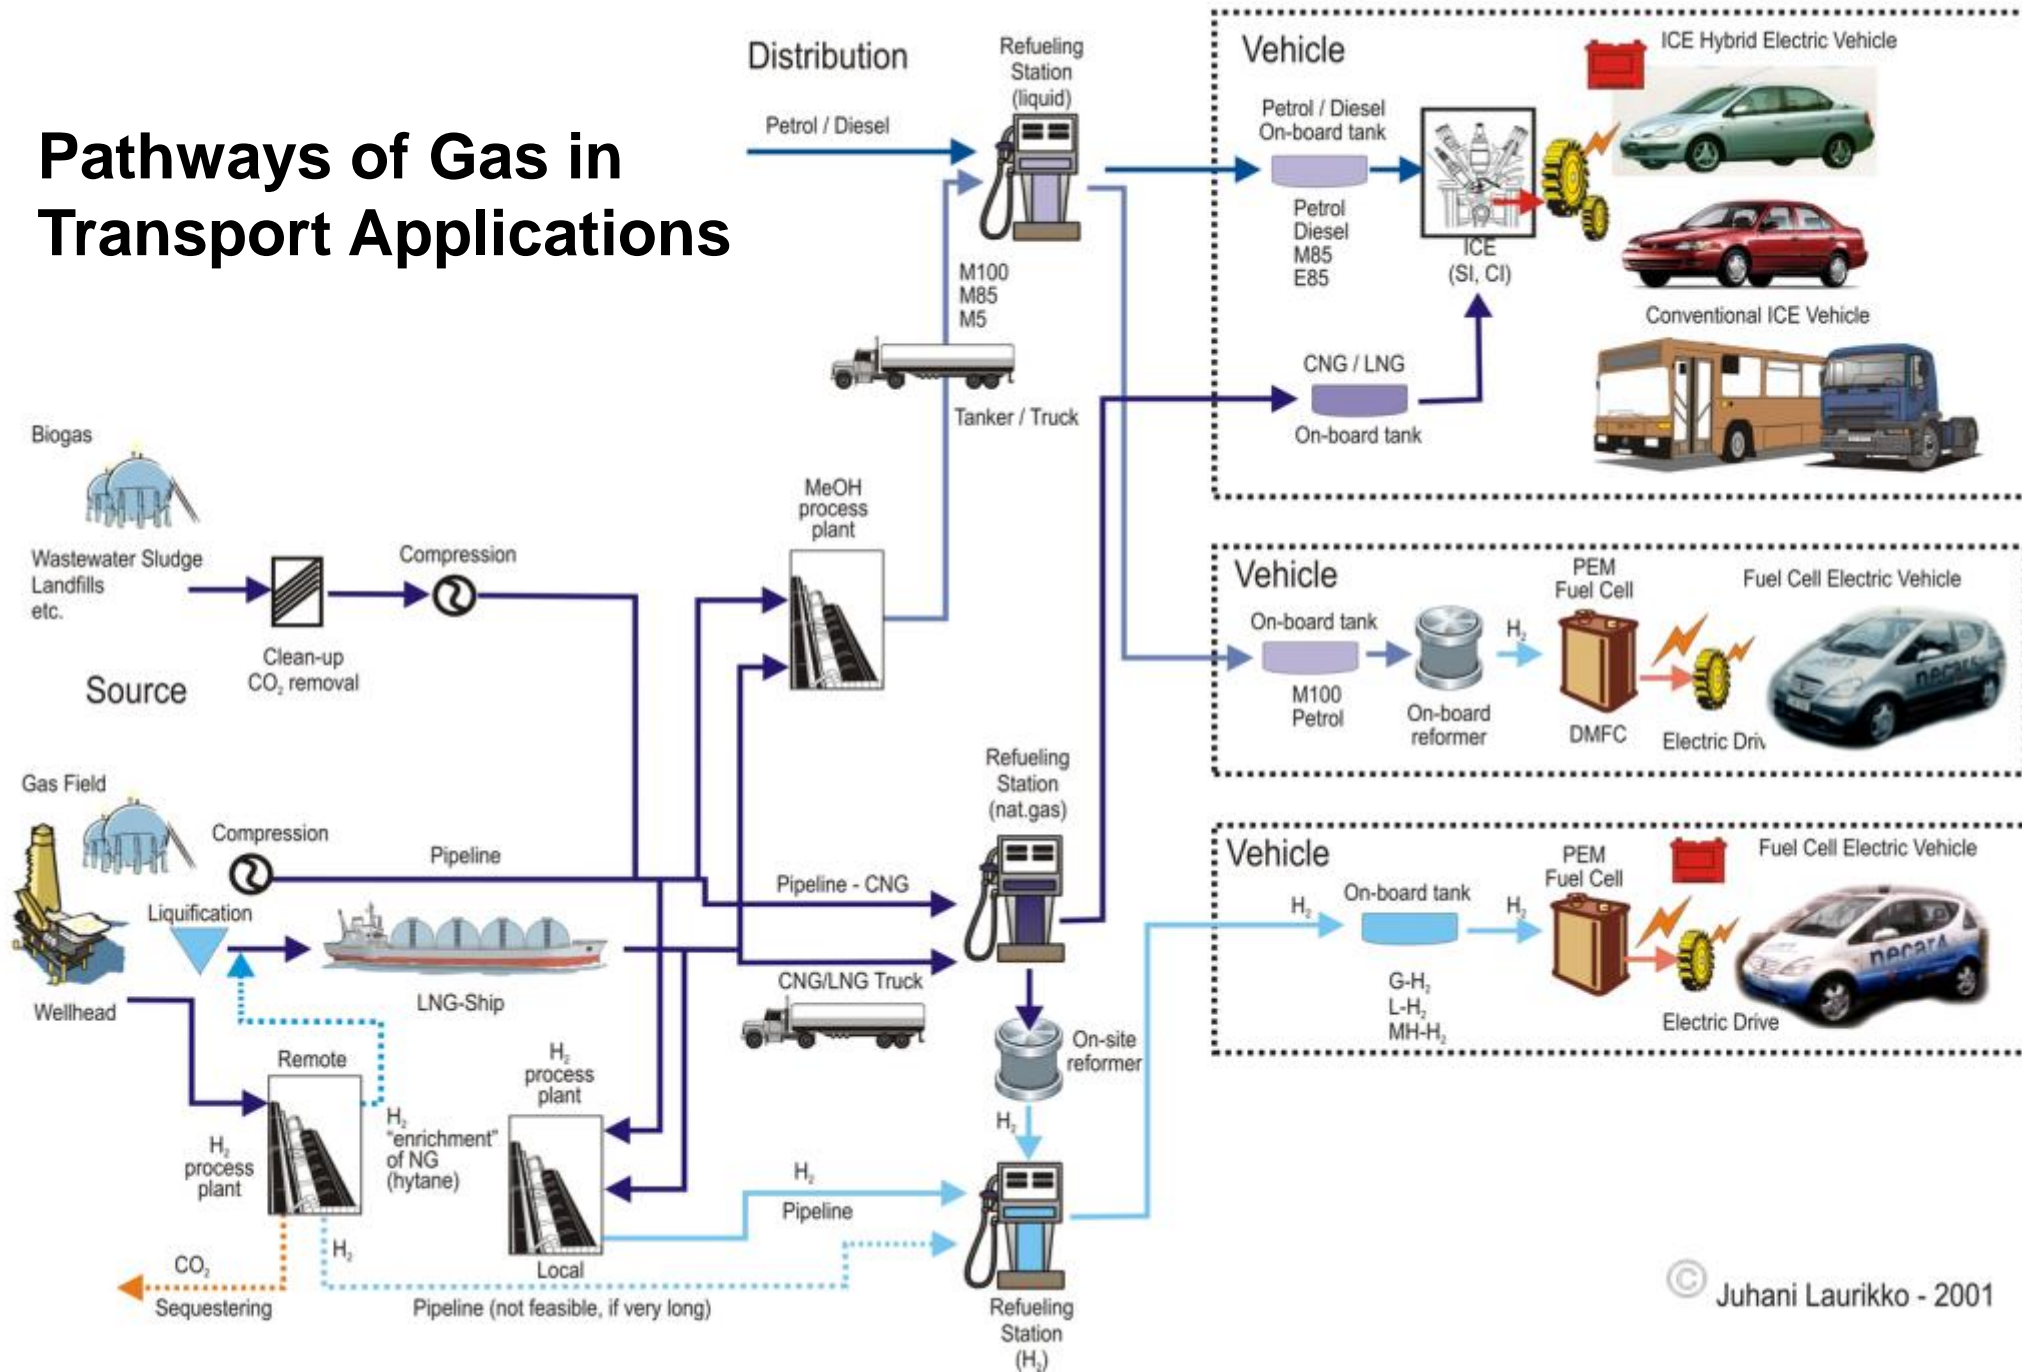 Pathways of Gas in
Transport Applications
Distribution
Refueling
Station
(liquid)
Petrol / Diesel
M100
M85
M5
Tanker / Truck
Vehicle
ICE Hybrid Electric Vehicle
Petrol / Diesel
On-board tank
Petrol
Diesel
M85
E85
ICE
(SI, CI)
Conventional ICE Vehicle
CNG / LNG
On-board tank
Biogas
Wastewater Sludge
Landfills
etc.
Clean-up
CO₂ removal
Compression
MeOH
process
plant
Source
Vehicle
On-board tank
M100
Petrol
On-board
reformer
H₂
PEM
Fuel Cell
DMFC
Fuel Cell Electric Vehicle
necar
Electric Driv
Gas Field
Compression
Pipeline
Liquification
LNG-Ship
Wellhead
Refueling
Station
(nat.gas)
Pipeline - CNG
CNG/LNG Truck
On-site
reformer
H₂
Vehicle
H₂
On-board tank
G-H₂
L-H₂
MH-H₂
H₂
PEM
Fuel Cell
Fuel Cell Electric Vehicle
necar4
Electric Drive
Remote
H₂
process
plant
H₂
"enrichment"
of NG
(hytane)
H₂
process
plant
Local
H₂
Pipeline
CO₂
Sequestering
H₂
Pipeline (not feasible, if very long)
Refueling
Station
(H₂)
© Juhani Laurikko - 2001